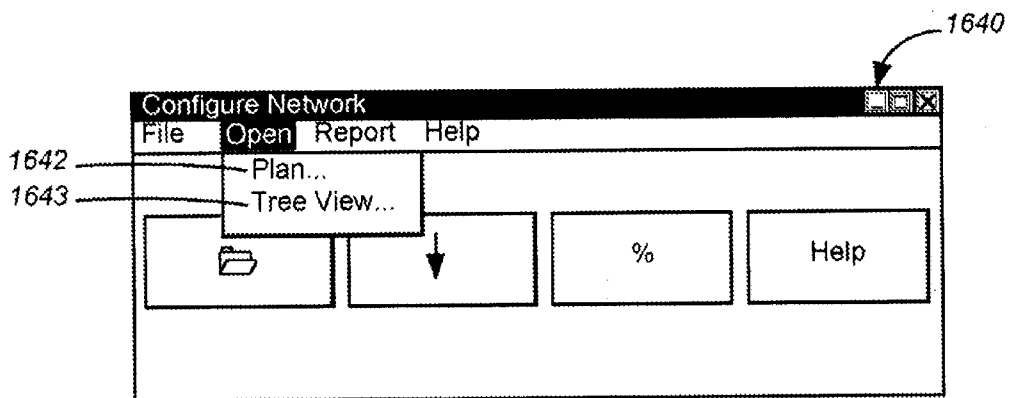 1640
Configure Network
File Open Report Help
1642 Plan...
1643 Tree View...
% Help